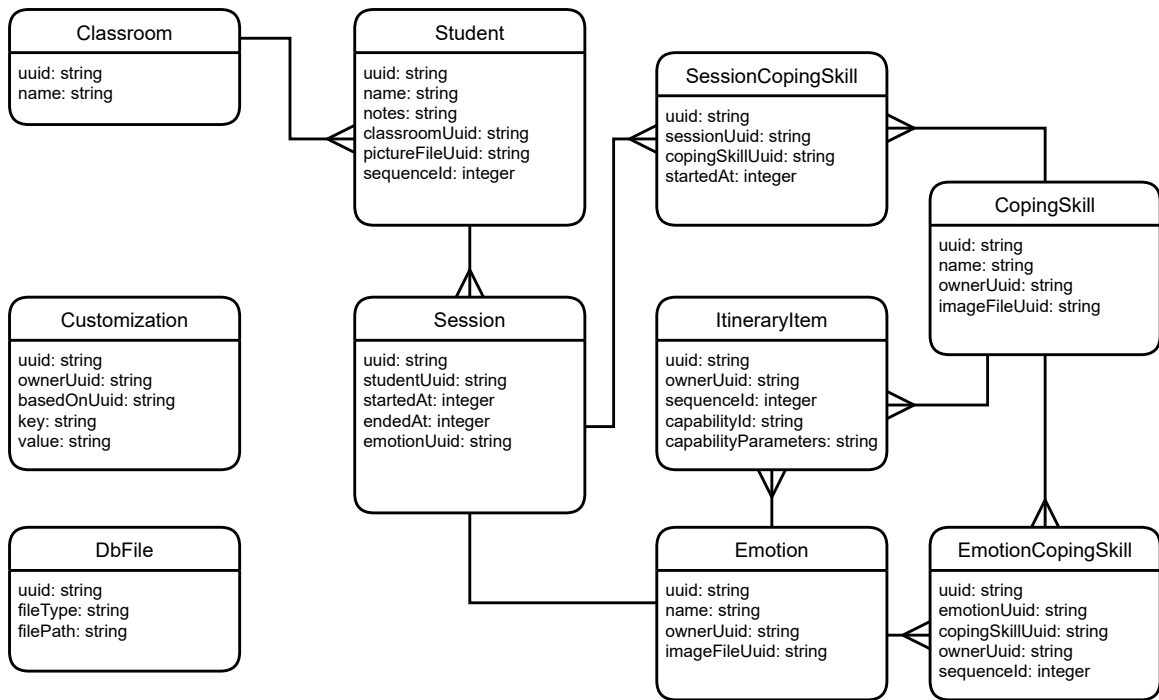 Classroom
uuid: string
name: string
Student
uuid: string
name: string
notes: string
classroomUuid: string
pictureFileUuid: string
sequenceId: integer
SessionCopingSkill
uuid: string
sessionUuid: string
copingSkillUuid: string
startedAt: integer
CopingSkill
uuid: string
name: string
ownerUuid: string
imageFileUuid: string
Customization
uuid: string
ownerUuid: string
basedOnUuid: string
key: string
value: string
Session
uuid: string
studentUuid: string
startedAt: integer
endedAt: integer
emotionUuid: string
ItineraryItem
uuid: string
ownerUuid: string
sequenceId: integer
capabilityId: string
capabilityParameters: string
DbFile
uuid: string
fileType: string
filePath: string
Emotion
uuid: string
name: string
ownerUuid: string
imageFileUuid: string
EmotionCopingSkill
uuid: string
emotionUuid: string
copingSkillUuid: string
ownerUuid: string
sequenceId: integer